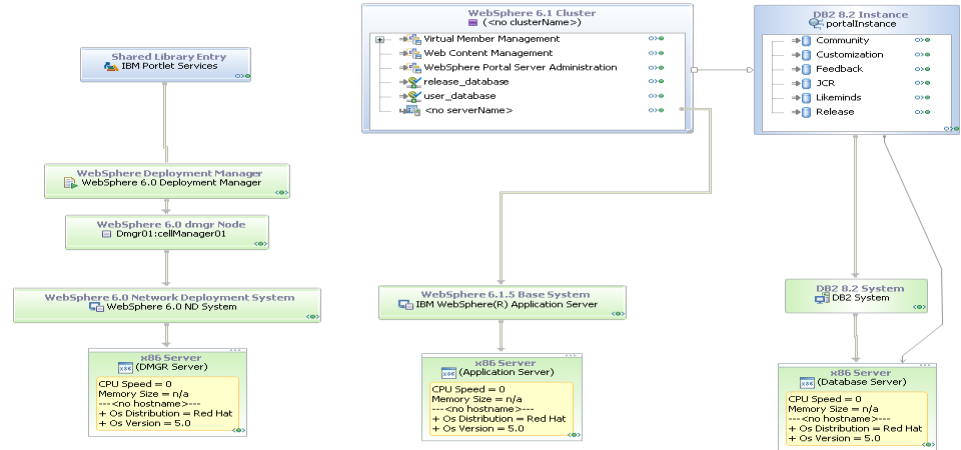 Shared Library Entry
IBM Portlet Services
WebSphere Deployment Manager
WebSphere 6.0 Deployment Manager
WebSphere 6.0 dmgr Node
Dmgr01:cellManager01
WebSphere 6.0 Network Deployment System
WebSphere 6.0 ND System
x86 Server
x86 (DMGR Server)
CPU Speed = 0
Memory Size = n/a
---<no hostname>---
+ Os Distribution = Red Hat
+ Os Version = 5.0
WebSphere 6.1 Cluster
(<no clusterName>)
Virtual Member Management
Web Content Management
WebSphere Portal Server Administration
release_database
user_database
<no serverName>
WebSphere 6.1.5 Base System
IBM WebSphere(R) Application Server
x86 Server
x86 (Application Server)
CPU Speed = 0
Memory Size = n/a
---<no hostname>---
+ Os Distribution = Red Hat
+ Os Version = 5.0
DB2 8.2 Instance
portalInstance
Community
Customization
Feedback
JCR
Likeminds
Release
DB2 8.2 System
DB2 System
x86 Server
x86 (Database Server)
CPU Speed = 0
Memory Size = n/a
---<no hostname>---
+ Os Distribution = Red Hat
+ Os Version = 5.0